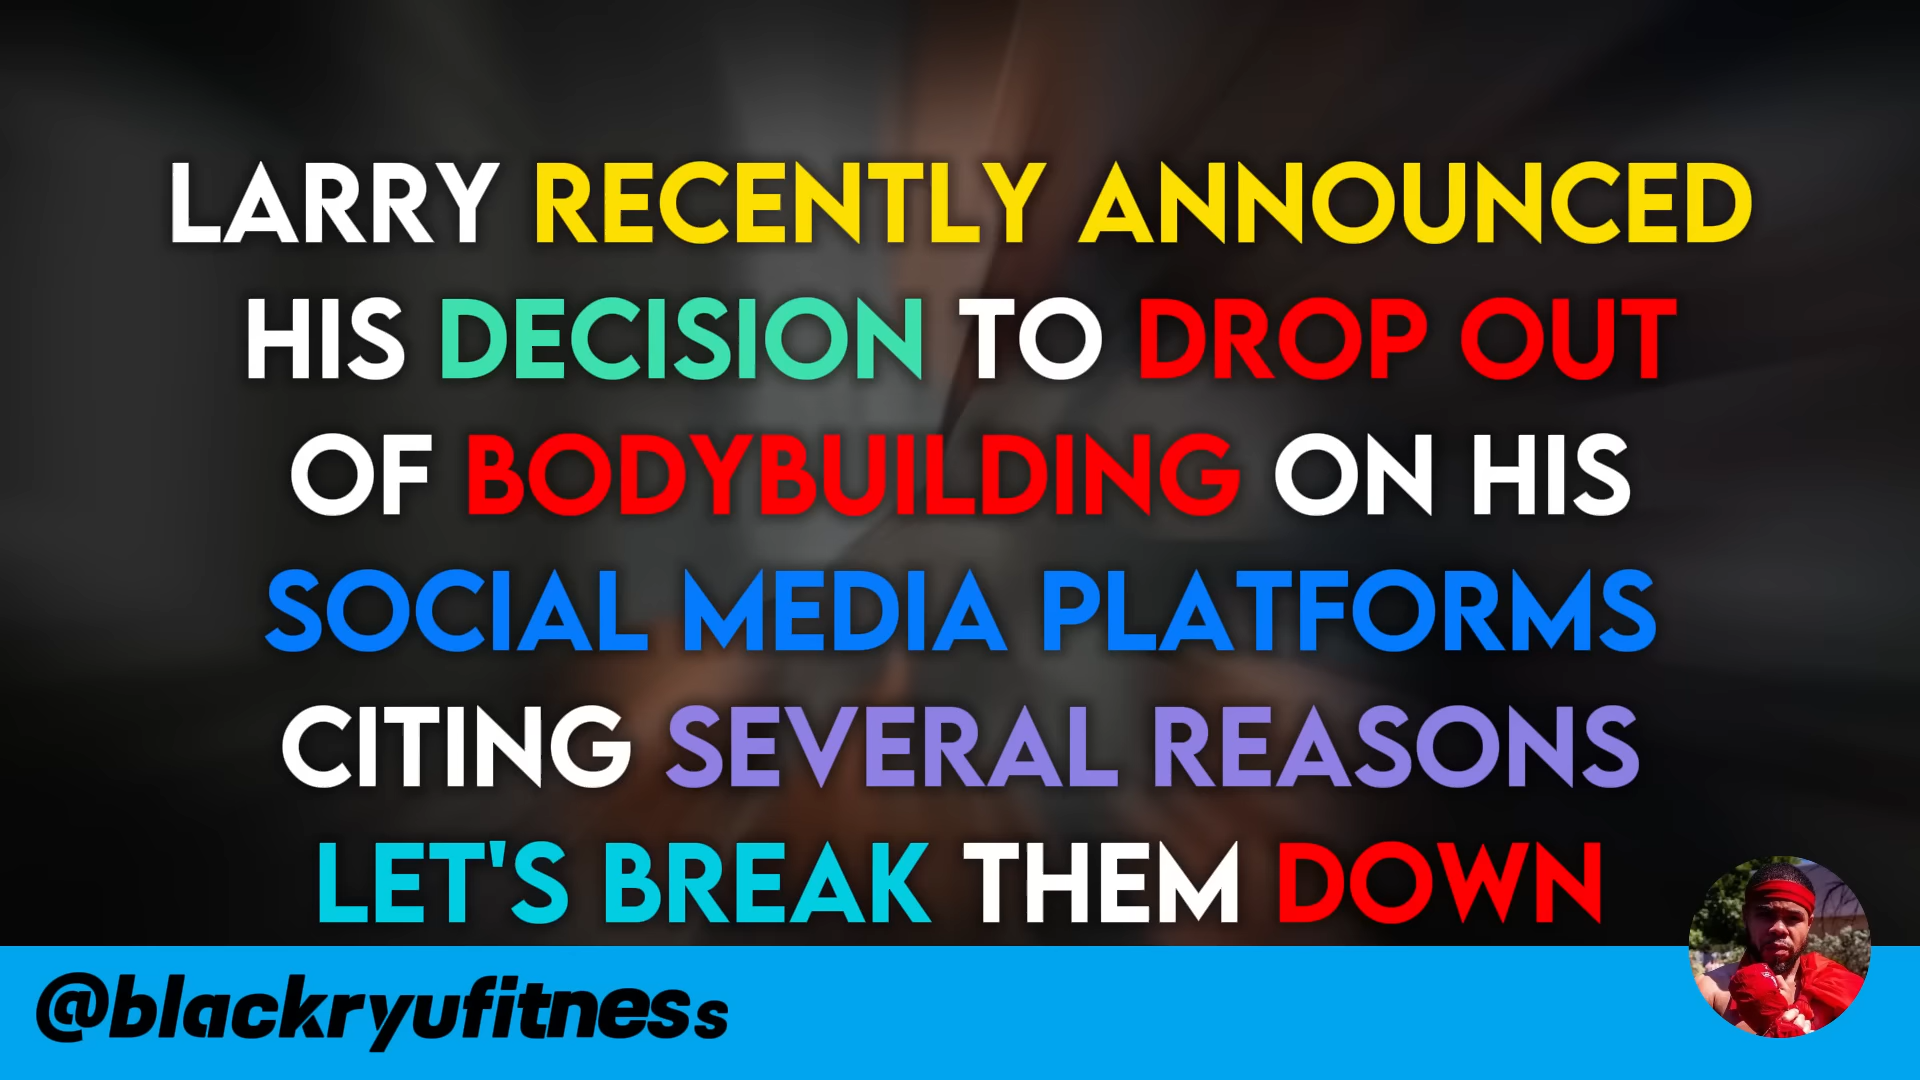 LARRY RECENTLY ANNOUNCED
HIS DECISION TO DROP OUT
OF BODYBUILDING ON HIS
SOCIAL MEDIA PLATFORMS
CITING SEVERAL REASONS
LET'S BREAK THEM DOWN
@blackryufitness